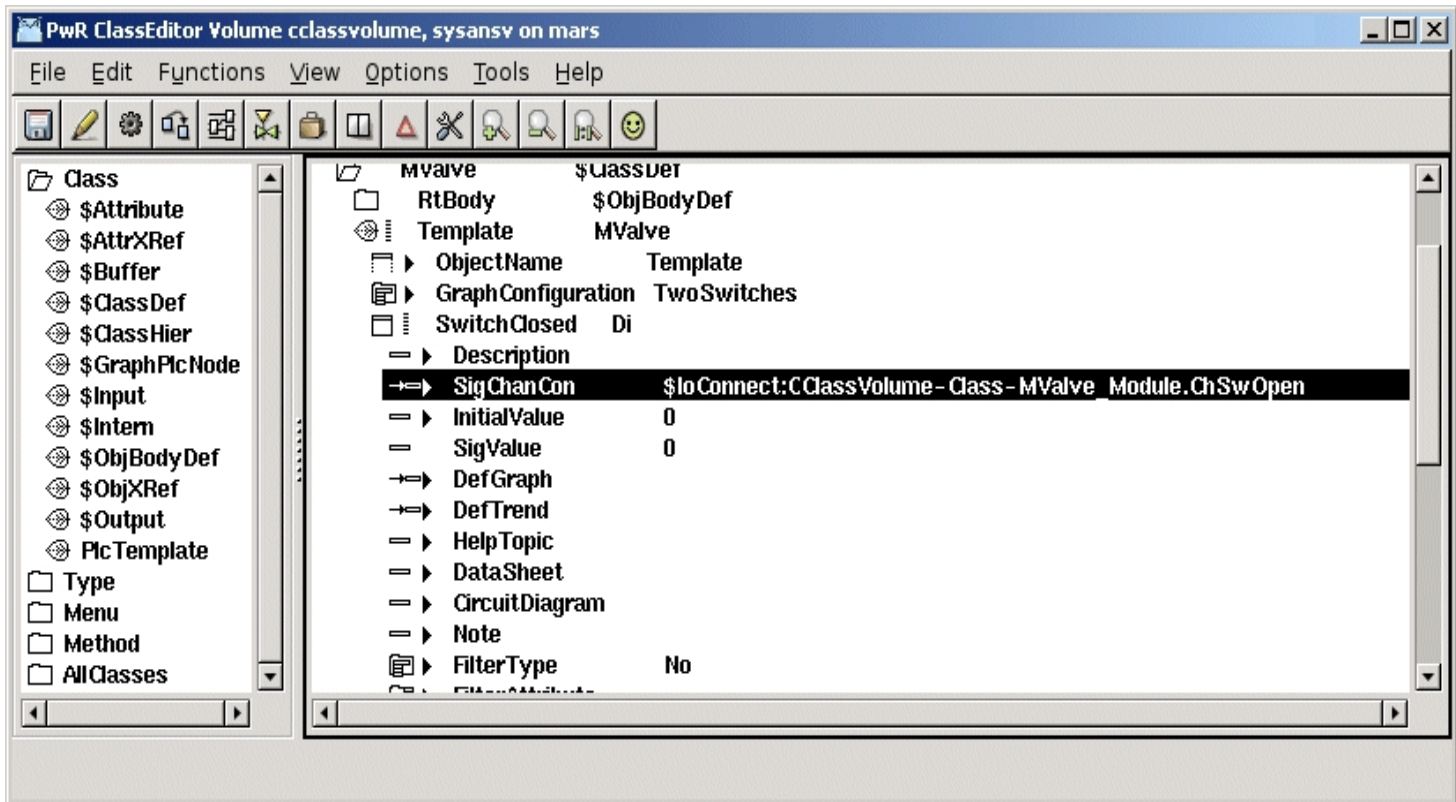 PwR ClassEditor Volume cclassvolume, sysansv on mars
File Edit Functions View Options Tools Help
Class
$Attribute
$AttrXRef
$Buffer
$ClassDef
$ClassHier
$GraphPlcNode
$Input
$Intern
$ObjBodyDef
$ObjXRef
$Output
PlcTemplate
Type
Menu
Method
AllClasses
MValve $ClassDef
RtBody $ObjBodyDef
Template MValve
ObjectName Template
GraphConfiguration TwoSwitches
SwitchClosed Di
Description
SigChanCon $IoConnect:CClassVolume-Class-MValve_Module.ChSwOpen
InitialValue 0
SigValue 0
DefGraph
DefTrend
HelpTopic
DataSheet
CircuitDiagram
Note
FilterType No
FilterAttribute